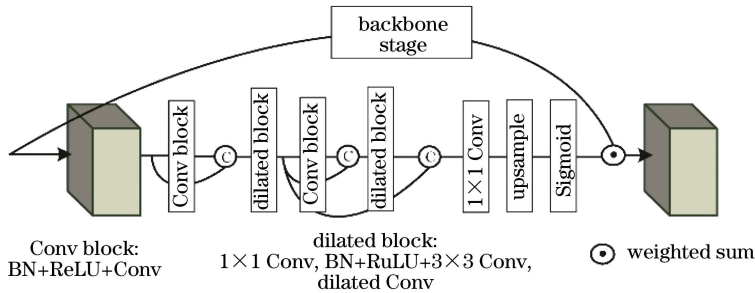 backbone
stage
Conv block
C
dilated block
Conv block
C
dilated block
C
1×1 Conv
upsample
Sigmoid
Conv block:
BN+ReLU+Conv
dilated block:
1×1 Conv, BN+RuLU+3×3 Conv,
dilated Conv
weighted sum